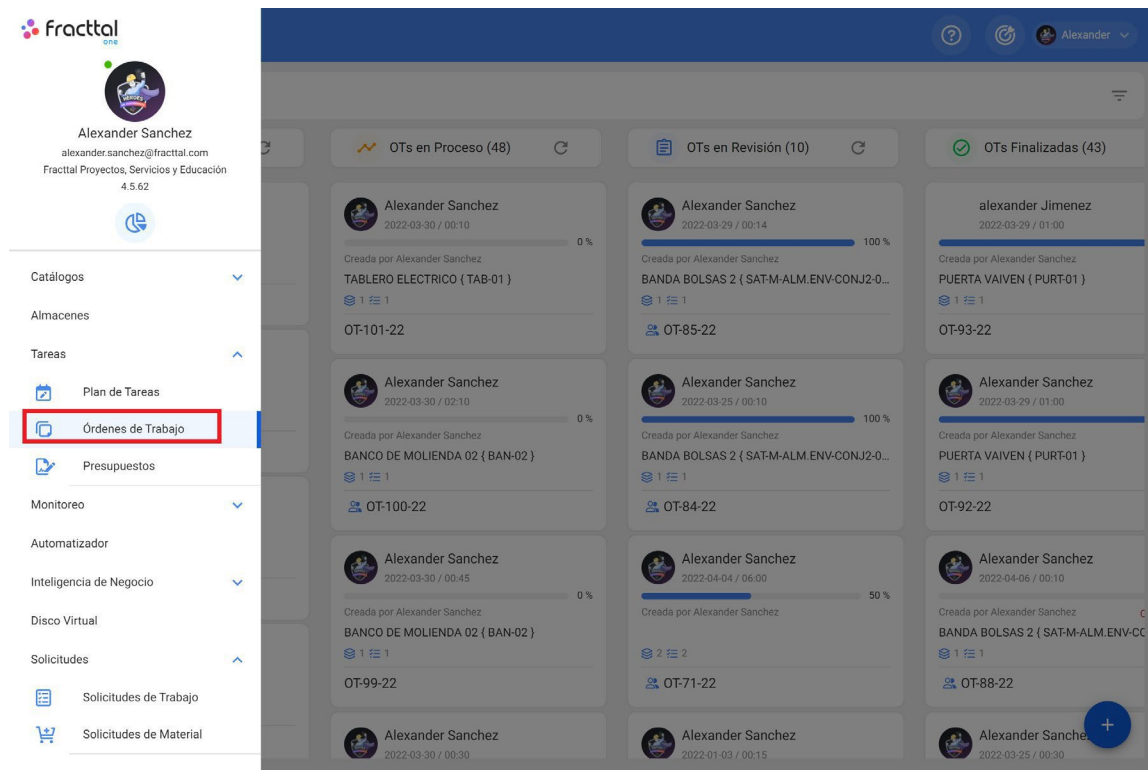 fracttal
one
Alexander Sanchez
alexander.sanchez@fracttal.com
Fracttal Proyectos, Servicios y Educación
4.5.62
Catálogos
Almacenes
Tareas
Plan de Tareas
Órdenes de Trabajo
Presupuestos
Monitoreo
Automatizador
Inteligencia de Negocio
Disco Virtual
Solicitudes
Solicitudes de Trabajo
Solicitudes de Material
?
Alexander
OTs en Proceso (48)
Alexander Sanchez
2022-03-30 / 00:10
0 %
Creada por Alexander Sanchez
TABLERO ELECTRICO { TAB-01 }
1 1
OT-101-22
Alexander Sanchez
2022-03-30 / 02:10
0 %
Creada por Alexander Sanchez
BANCO DE MOLIENDA 02 { BAN-02 }
1 1
OT-100-22
Alexander Sanchez
2022-03-30 / 00:45
0 %
Creada por Alexander Sanchez
BANCO DE MOLIENDA 02 { BAN-02 }
1 1
OT-99-22
Alexander Sanchez
2022-03-30 / 00:30
OTs en Revisión (10)
Alexander Sanchez
2022-03-29 / 00:14
100 %
Creada por Alexander Sanchez
BANDA BOLSAS 2 { SAT-M-ALM.ENV-CONJ2-0...
1 1
OT-85-22
Alexander Sanchez
2022-03-25 / 00:10
100 %
Creada por Alexander Sanchez
BANDA BOLSAS 2 { SAT-M-ALM.ENV-CONJ2-0...
1 1
OT-84-22
Alexander Sanchez
2022-04-04 / 06:00
50 %
Creada por Alexander Sanchez
2 2
OT-71-22
Alexander Sanchez
2022-01-03 / 00:15
OTs Finalizadas (43)
alexander Jimenez
2022-03-29 / 01:00
Creada por Alexander Sanchez
PUERTA VAIVEN { PURT-01 }
1 1
OT-93-22
Alexander Sanchez
2022-03-29 / 01:00
Creada por Alexander Sanchez
PUERTA VAIVEN { PURT-01 }
1 1
OT-92-22
Alexander Sanchez
2022-04-06 / 00:10
Creada por Alexander Sanchez
BANDA BOLSAS 2 { SAT-M-ALM.ENV-CO
1 1
OT-88-22
Alexander Sanche
2022-03-25 / 00:30
+